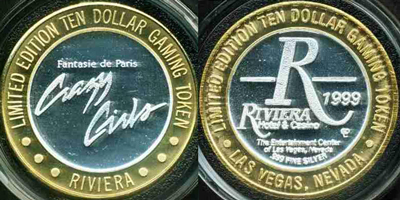 LIMITED EDITION TEN DOLLAR GAMING TOKEN
Fantasie de Paris
Crazy
Girls
RIVIERA
LIMITED EDITION TEN DOLLAR GAMING TOKEN
R
1999
RIVIERA
Hotel & Casino
The Entertainment Center
of Las Vegas, Nevada
.999 FINE SILVER
LAS VEGAS, NEVADA